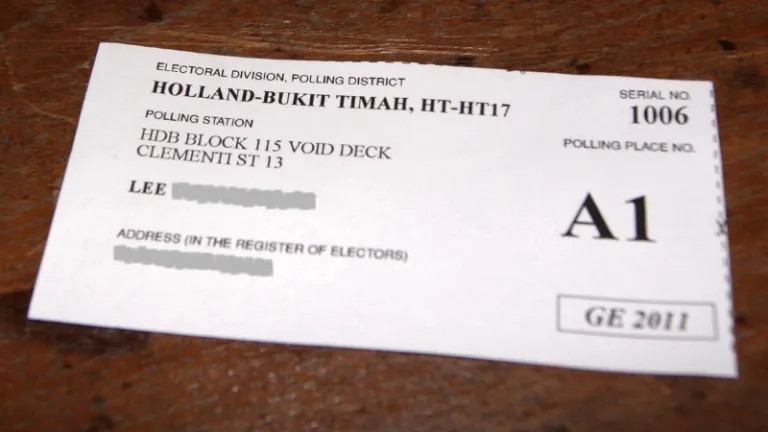 ELECTORAL DIVISION, POLLING DISTRICT
HOLLAND-BUKIT TIMAH, HT-HT17
POLLING STATION
HDB BLOCK 115 VOID DECK
CLEMENTI ST 13
LEE
ADDRESS (IN THE REGISTER OF ELECTORS)
SERIAL NO.
1006
POLLING PLACE NO.
A1
GE 2011